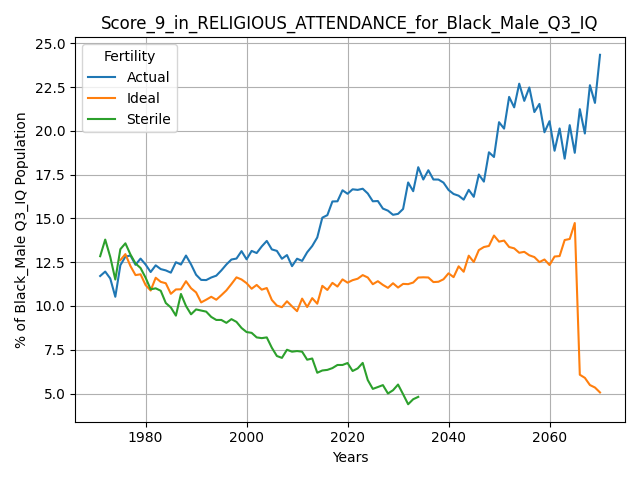 Score_9_in_RELIGIOUS_ATTENDANCE_for_Black_Male_Q3_IQ
Fertility
Actual
Ideal
Sterile
% of Black_Male Q3_IQ Population
25.0
22.5
20.0
17.5
15.0
12.5
10.0
7.5
5.0
1980
2000
2020
2040
2060
Years